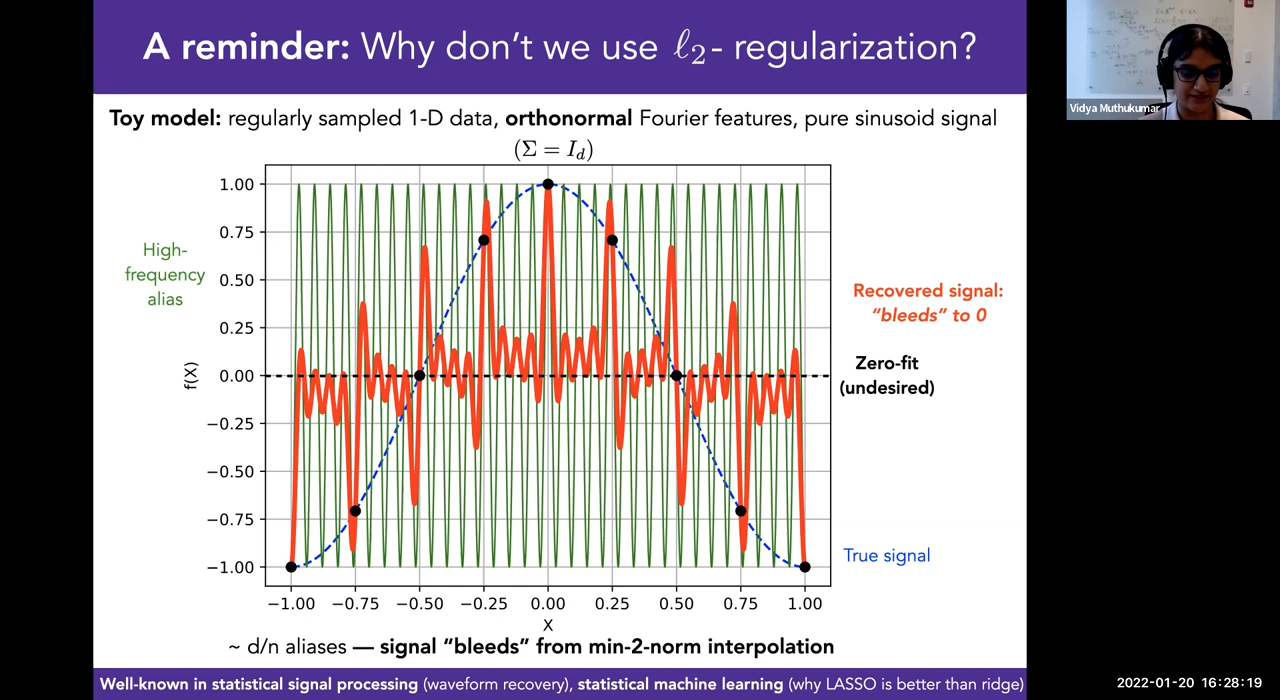 A reminder: Why don't we use ℓ₂- regularization?
Vidya Muthukumar
Toy model: regularly sampled 1-D data, orthonormal Fourier features, pure sinusoid signal
(Σ = I_d)
1.00
0.75
0.50
0.25
0.00
−0.25
−0.50
−0.75
−1.00
f(X)
High-
frequency
alias
Recovered signal:
"bleeds" to 0
Zero-fit
(undesired)
True signal
−1.00 −0.75 −0.50 −0.25 0.00 0.25 0.50 0.75 1.00
X
~ d/n aliases — signal "bleeds" from min-2-norm interpolation
Well-known in statistical signal processing (waveform recovery), statistical machine learning (why LASSO is better than ridge)
2022-01-20 16:28:19